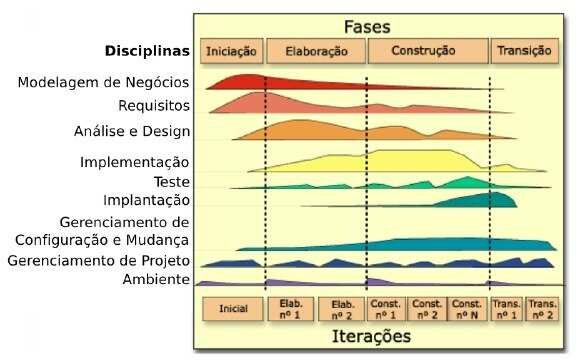 Fases
Disciplinas
Iniciação Elaboração Construção Transição
Modelagem de Negócios
Requisitos
Análise e Design
Implementação
Teste
Implantação
Gerenciamento de
Configuração e Mudança
Gerenciamento de Projeto
Ambiente
Inicial Elab. nº 1 Elab. nº 2 Const. nº 1 Const. nº 2 Const. nº N Trans. nº 1 Trans. nº 2
Iterações